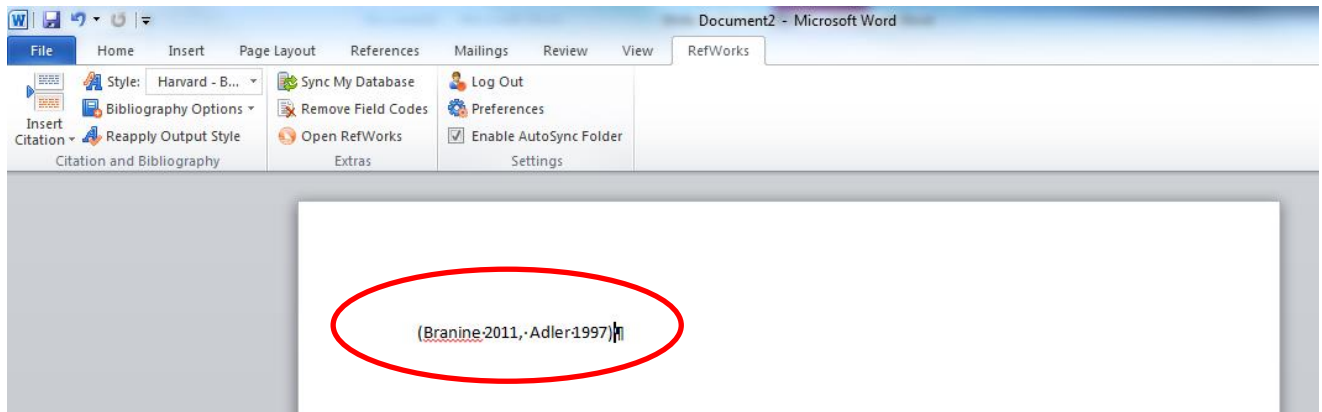 Document2 - Microsoft Word
File Home Insert Page Layout References Mailings Review View RefWorks
Style: Harvard - B... Sync My Database Log Out
Bibliography Options Remove Field Codes Preferences
Insert
Citation Reapply Output Style Open RefWorks Enable AutoSync Folder
Citation and Bibliography Extras Settings
(Branine·2011,·Adler·1997)¶